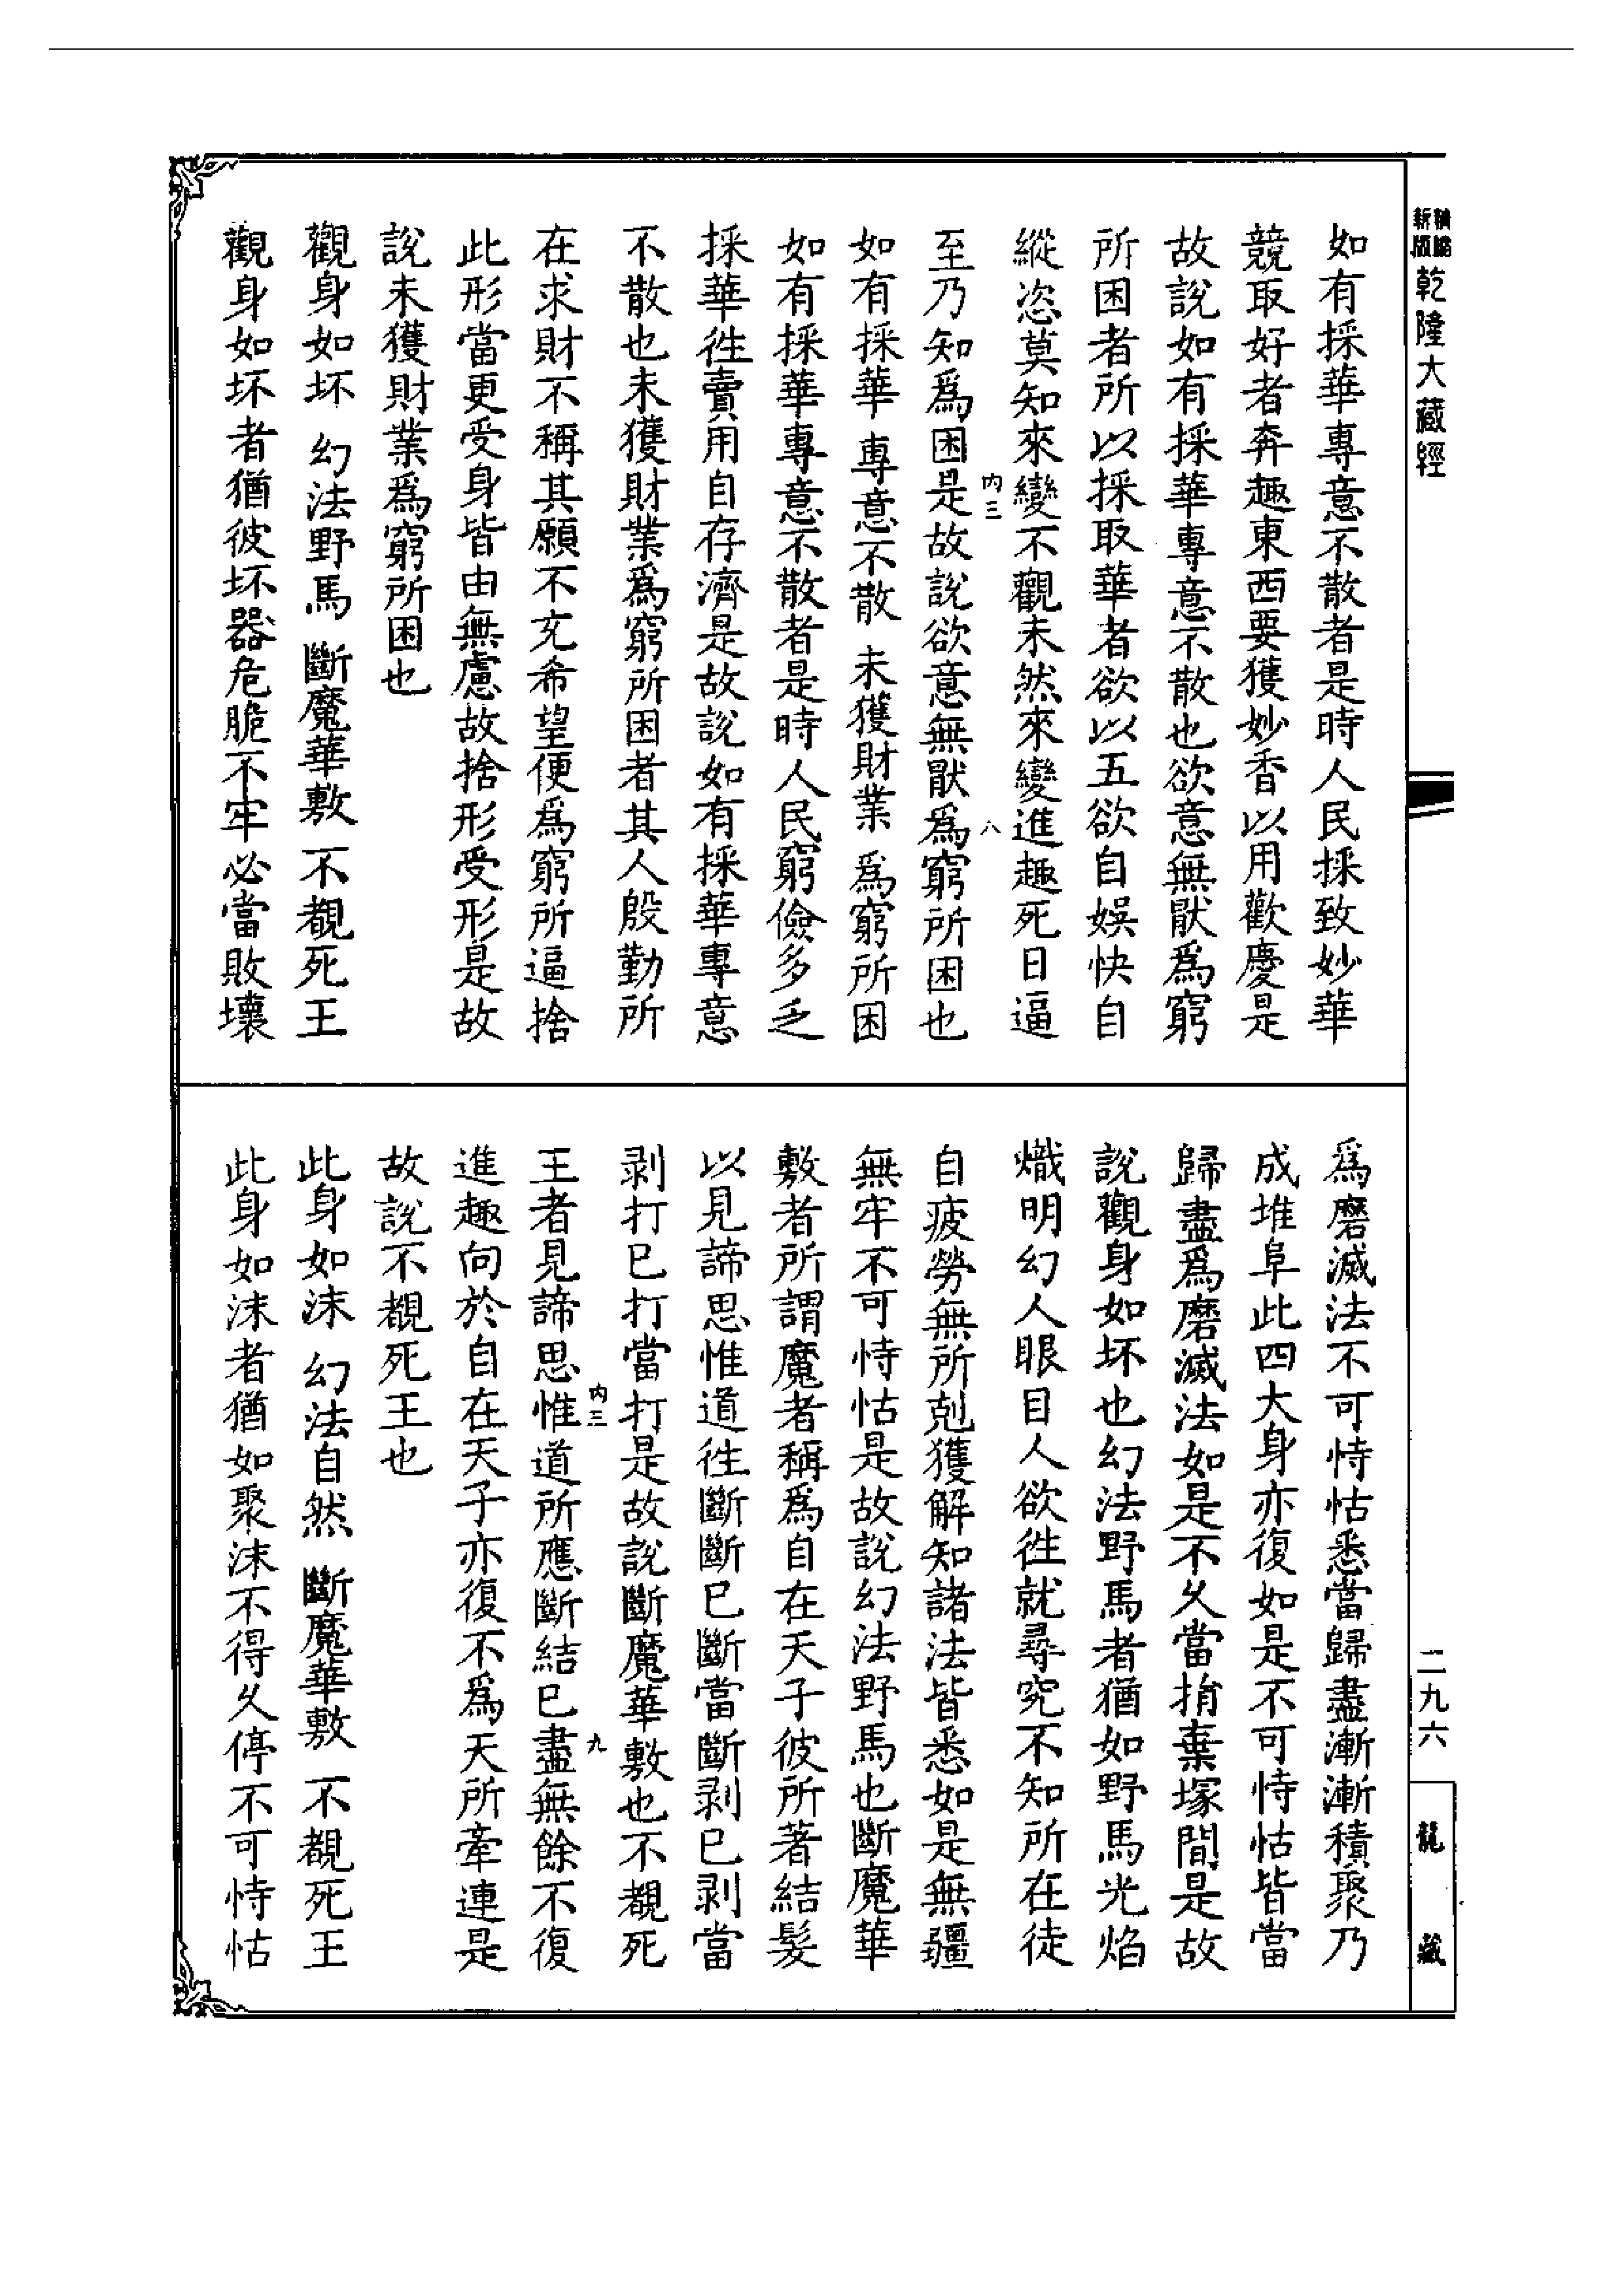 新版 精縮 乾隆大藏經
如有採華專意不散者是時人民採致妙華
競取好者奔趣東西要獲妙香以用歡慶是
故說如有採華專意不散也欲意無猒為窮
所困者所以採取華者欲以五欲自娛快自
縱恣莫知來變不觀未然來變進趣死日逼
内三 八
至乃知為困是故說欲意無猒為窮所困也
如有採華 專意不散 未獲財業 為窮所困
如有採華專意不散者是時人民窮儉多乏
採華徃賣用自存濟是故說如有採華專意
不散也未獲財業為窮所困者其人殷勤所
在求財不稱其願不充希望便為窮所逼捨
此形當更受身皆由無慮故捨形受形是故
說未獲財業為窮所困也
觀身如坏 幻法野馬 斷魔華敷 不覩死王
觀身如坏者猶彼坏器危脆不牢必當敗壞
為磨滅法不可恃怙悉當歸盡漸漸積聚乃
成堆阜此四大身亦復如是不可恃怙皆當
歸盡為磨滅法如是不久當捐棄塚間是故
說觀身如坏也幻法野馬者猶如野馬光焰
熾明幻人眼目人欲徃就尋究不知所在徒
自疲勞無所剋獲解知諸法皆悉如是無疆
無牢不可恃怙是故說幻法野馬也斷魔華
敷者所謂魔者稱為自在天子彼所著結髮
以見諦思惟道徃斷斷已斷當斷剥已剥當
剥打已打當打是故說斷魔華敷也不覩死
内三 九
王者見諦思惟道所應斷結已盡無餘不復
進趣向於自在天子亦復不為天所牽連是
故說不覩死王也
此身如沫 幻法自然 斷魔華敷 不覩死王
此身如沫者猶如聚沫不得久停不可恃怙
二九六
龍藏